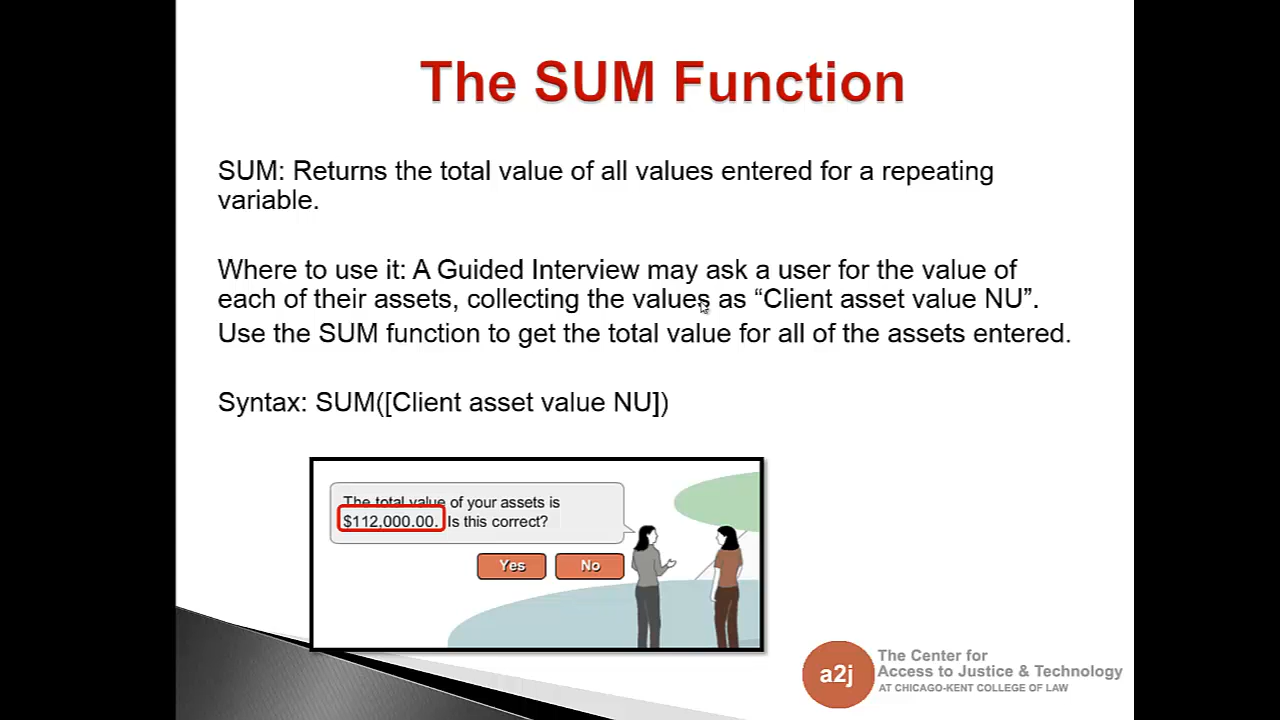 The SUM Function
SUM: Returns the total value of all values entered for a repeating
variable.
Where to use it: A Guided Interview may ask a user for the value of
each of their assets, collecting the values as “Client asset value NU”.
Use the SUM function to get the total value for all of the assets entered.
Syntax: SUM([Client asset value NU])
The total value of your assets is
$112,000.00. Is this correct?
Yes No
a2j
The Center for
Access to Justice & Technology
AT CHICAGO-KENT COLLEGE OF LAW